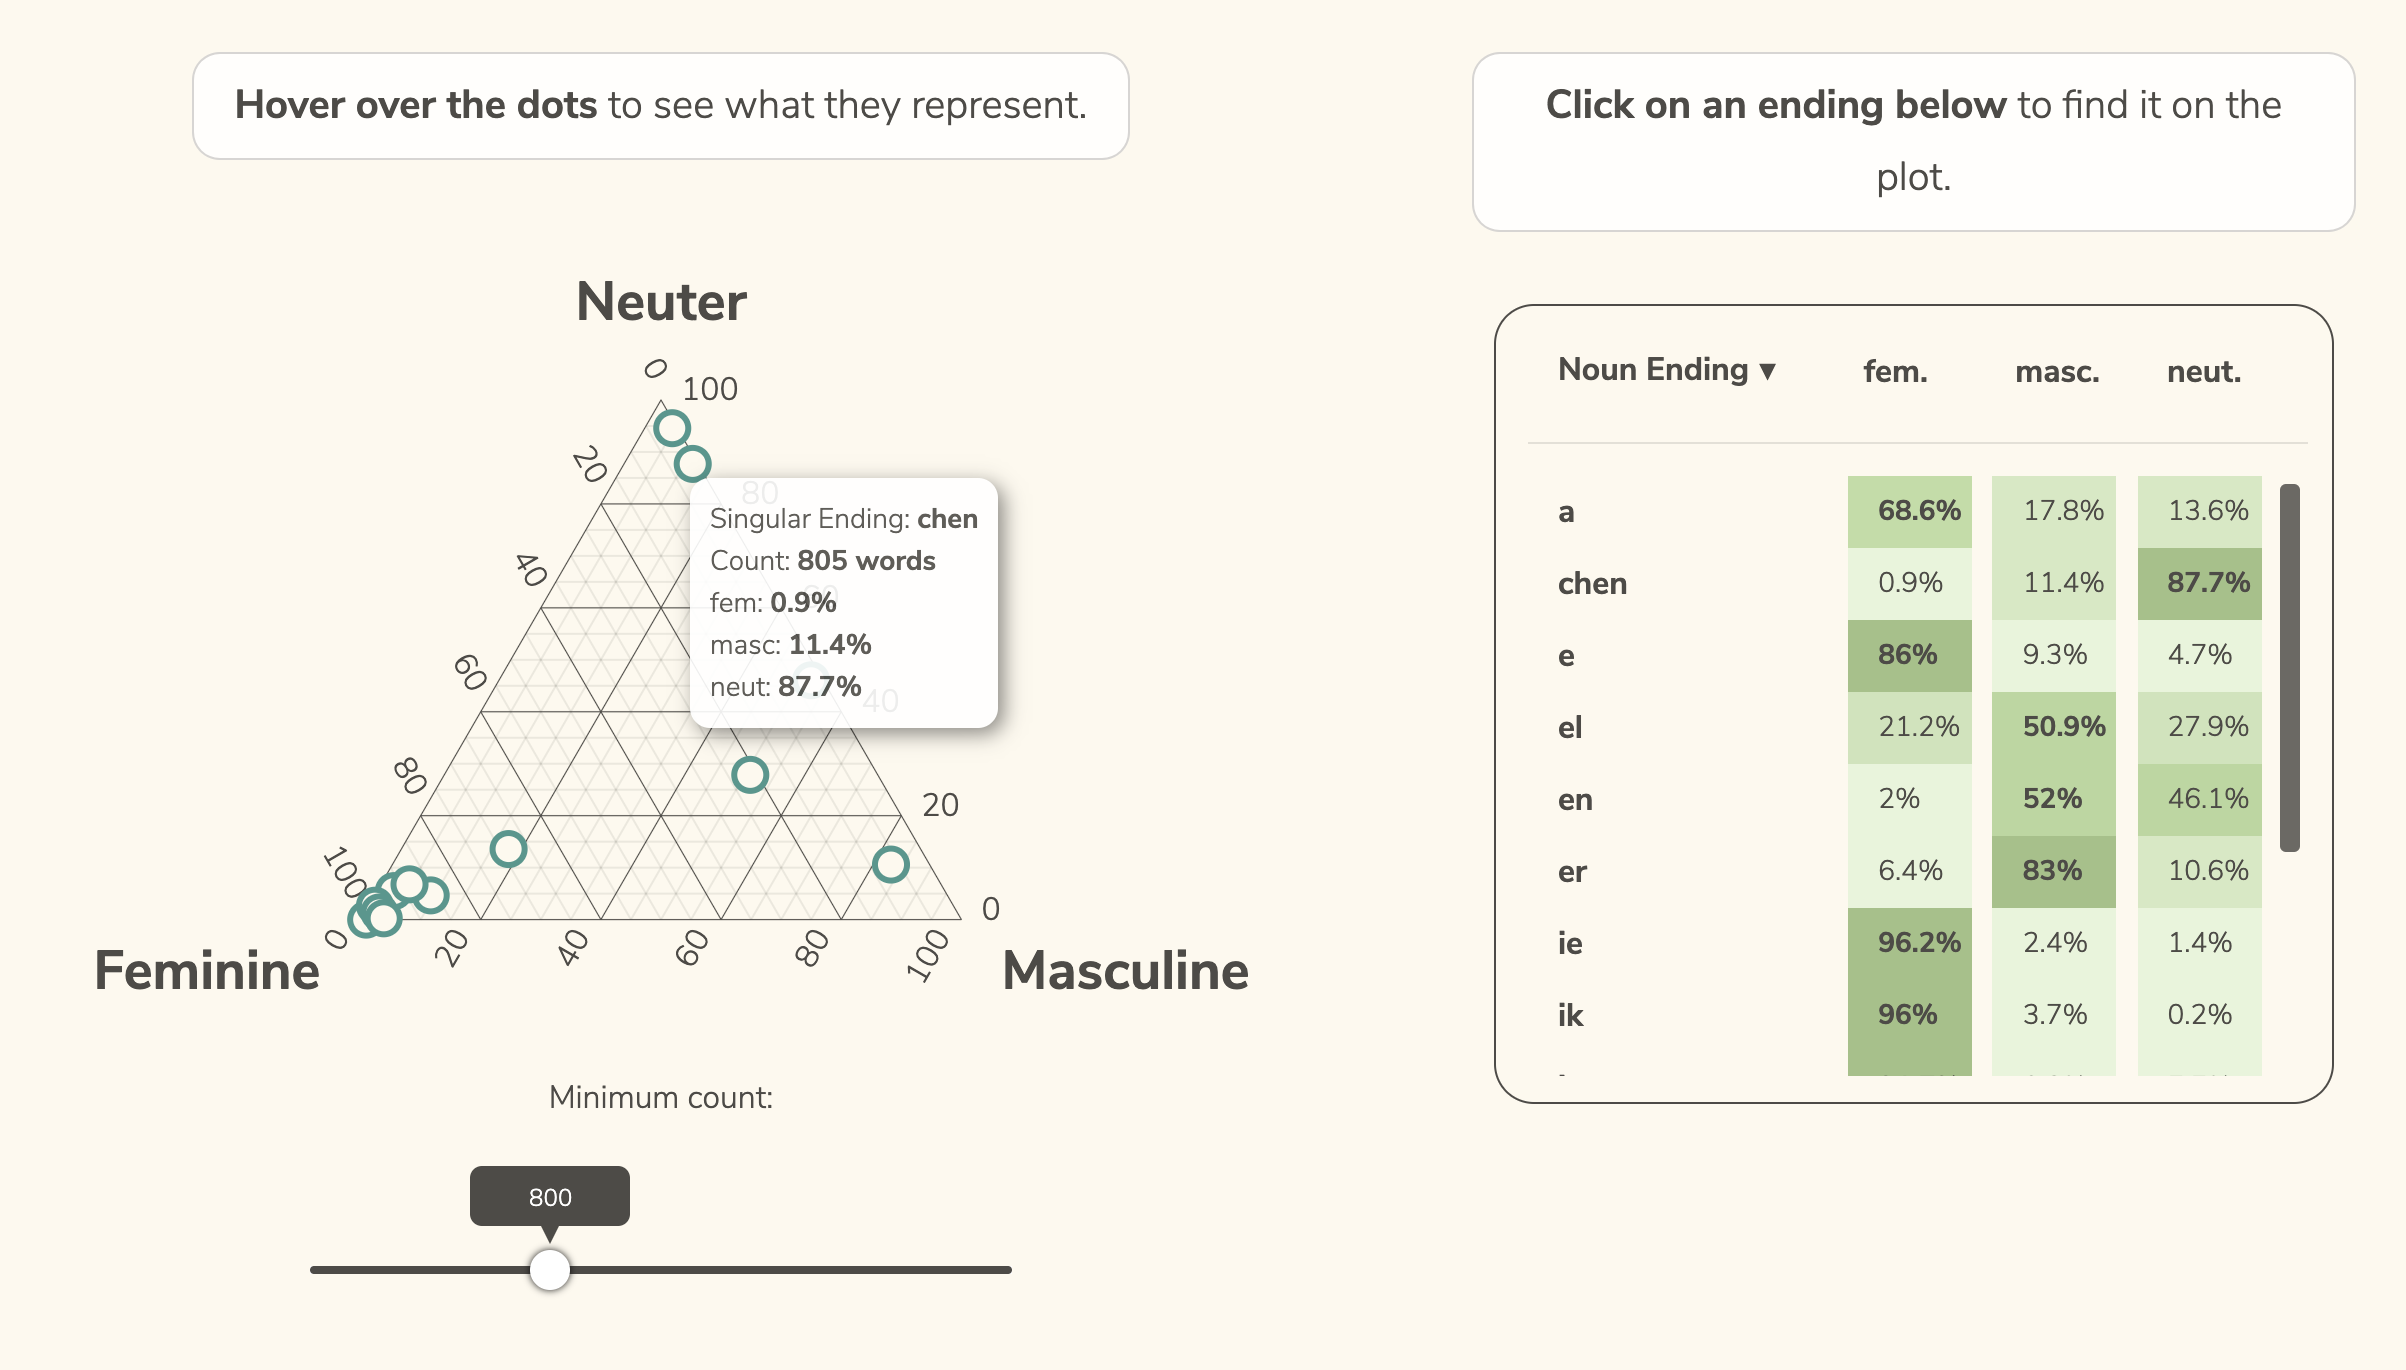 Hover over the dots to see what they represent.
Click on an ending below to find it on the
plot.
Neuter
0
100
20
80
40
60
60
40
80
20
100
0
0
20
40
60
80
100
Feminine
Masculine
Singular Ending: chen
Count: 805 words
fem: 0.9%
masc: 11.4%
neut: 87.7%
Minimum count:
800
Noun Ending ▼ fem. masc. neut.
a 68.6% 17.8% 13.6%
chen 0.9% 11.4% 87.7%
e 86% 9.3% 4.7%
el 21.2% 50.9% 27.9%
en 2% 52% 46.1%
er 6.4% 83% 10.6%
ie 96.2% 2.4% 1.4%
ik 96% 3.7% 0.2%